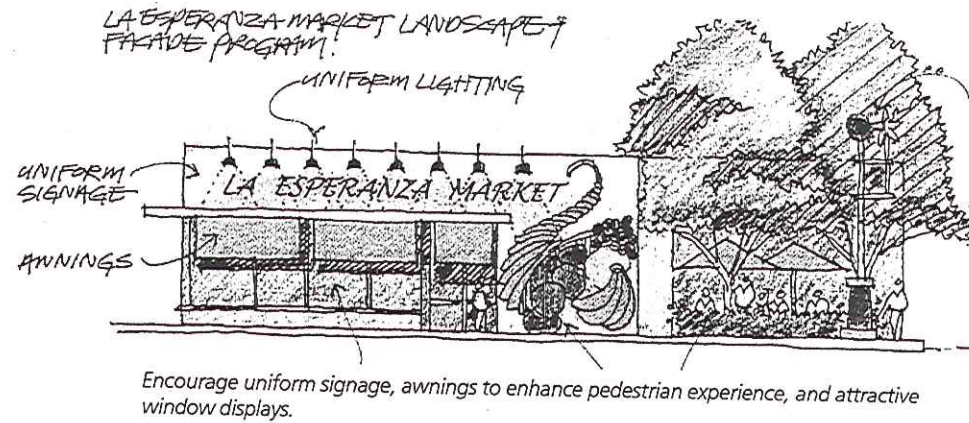 LA ESPERANZA MARKET LANDSCAPE &
FACADE PROGRAM.
UNIFORM LIGHTING
UNIFORM
SIGNAGE
LA ESPERANZA MARKET
AWNINGS
Encourage uniform signage, awnings to enhance pedestrian experience, and attractive
window displays.